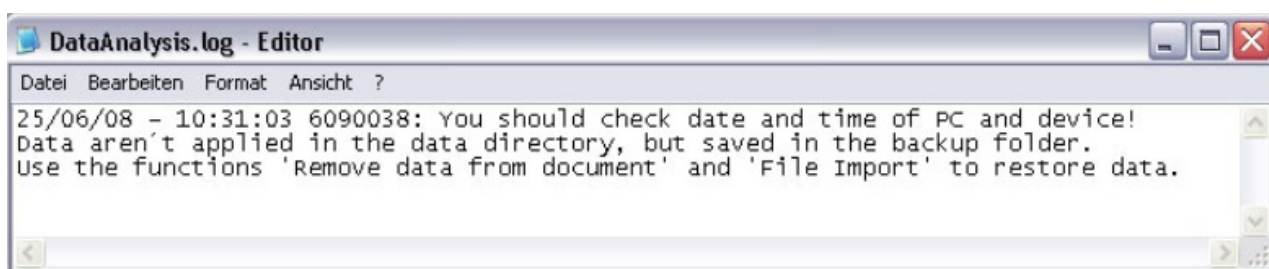 DataAnalysis.log - Editor
Datei Bearbeiten Format Ansicht ?
25/06/08 – 10:31:03 6090038: You should check date and time of PC and device!
Data aren´t applied in the data directory, but saved in the backup folder.
Use the functions 'Remove data from document' and 'File Import' to restore data.